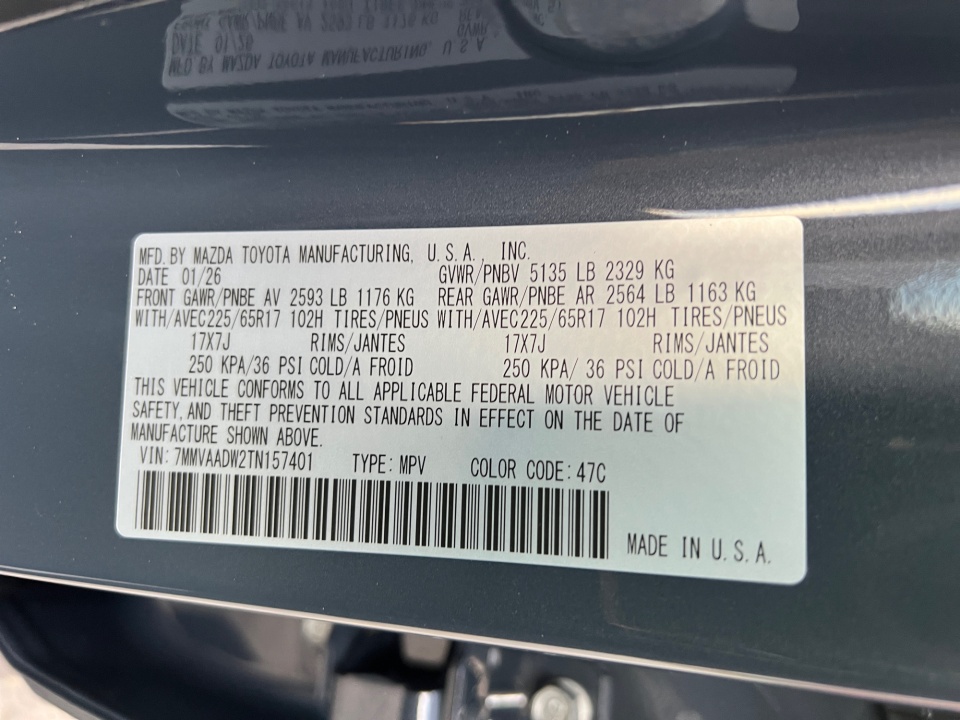 MFD. BY MAZDA TOYOTA MANUFACTURING, U.S.A., INC.
DATE 01/26 GVWR/PNBV 5135 LB 2329 KG
FRONT GAWR/PNBE AV 2593 LB 1176 KG REAR GAWR/PNBE AR 2564 LB 1163 KG
WITH/AVEC225/65R17 102H TIRES/PNEUS WITH/AVEC225/65R17 102H TIRES/PNEUS
17X7J RIMS/JANTES 17X7J RIMS/JANTES
250 KPA/36 PSI COLD/A FROID 250 KPA/ 36 PSI COLD/A FROID
THIS VEHICLE CONFORMS TO ALL APPLICABLE FEDERAL MOTOR VEHICLE
SAFETY, AND THEFT PREVENTION STANDARDS IN EFFECT ON THE DATE OF
MANUFACTURE SHOWN ABOVE.
VIN: 7MMVAADW2TN157401 TYPE: MPV COLOR CODE: 47C
MADE IN U.S.A.